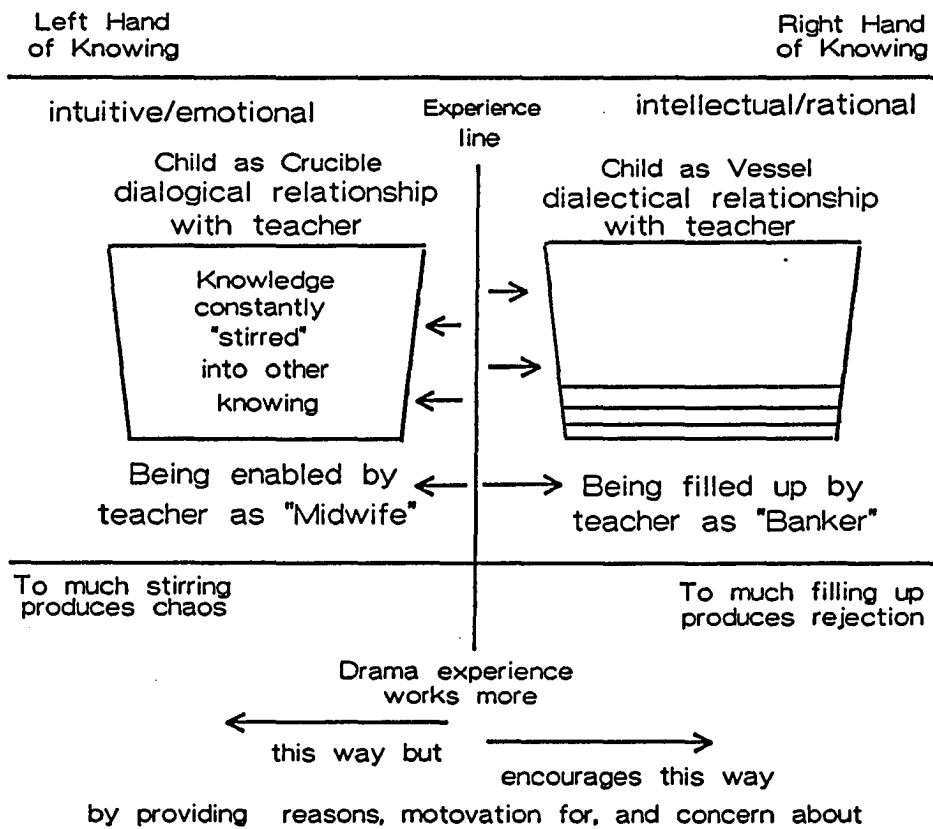 Left Hand
of Knowing
Right Hand
of Knowing
intuitive/emotional
Experience
line
intellectual/rational
Child as Crucible
dialogical relationship
with teacher
Child as Vessel
dialectical relationship
with teacher
Knowledge
constantly
"stirred"
into other
knowing
Being enabled by
teacher as "Midwife"
Being filled up by
teacher as "Banker"
To much stirring
produces chaos
To much filling up
produces rejection
Drama experience
works more
this way but
encourages this way
by providing reasons, motovation for, and concern about